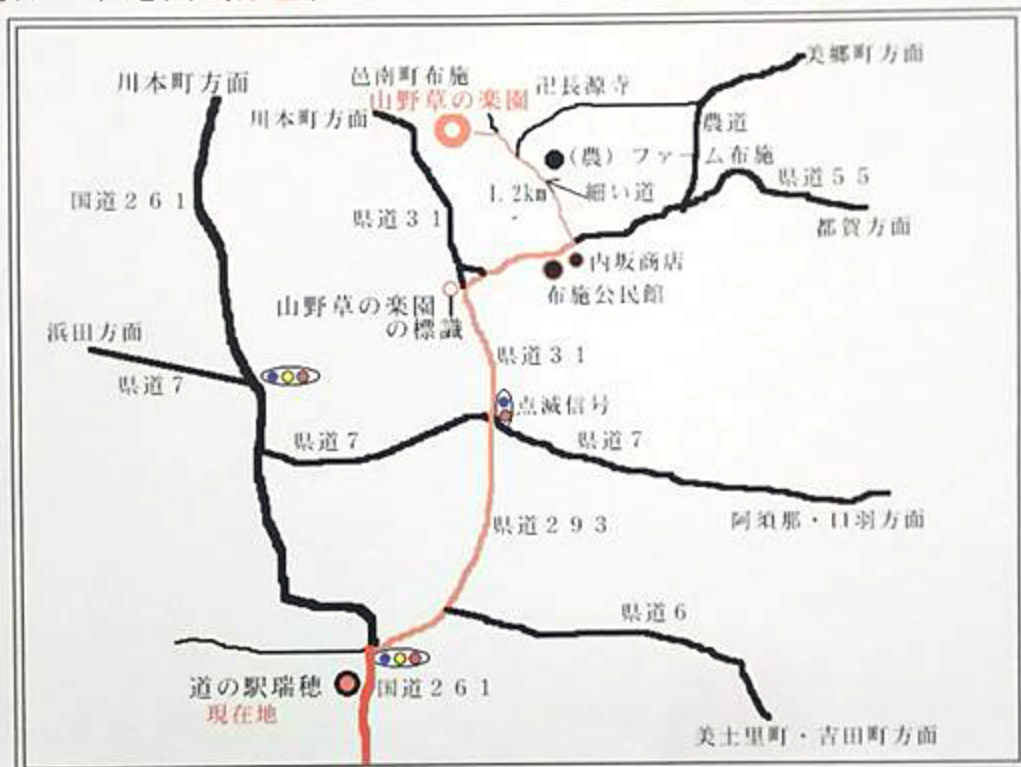 川本町方面
邑南町布施
山野草の楽園
卍長源寺
美郷町方面
川本町方面
農道
(農)ファーム布施
国道261
県道31
1.2km
細い道
県道55
都賀方面
内坂商店
布施公民館
山野草の楽園
の標識
浜田方面
県道7
県道31
点滅信号
県道7
県道7
県道293
阿須那・口羽方面
県道6
道の駅瑞穂
現在地
国道261
美土里町・吉田町方面